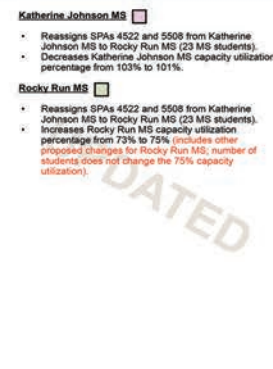 Katherine Johnson MS
• Reassigns SPAs 4522 and 5508 from Katherine
Johnson MS to Rocky Run MS (23 MS students).
• Decreases Katherine Johnson MS capacity utilization
percentage from 103% to 101%.
Rocky Run MS
• Reassigns SPAs 4522 and 5508 from Katherine
Johnson MS to Rocky Run MS (23 MS students).
• Increases Rocky Run MS capacity utilization
percentage from 73% to 75% (includes other
proposed changes for Rocky Run MS; number of
students does not change the 75% capacity
utilization).
DATED